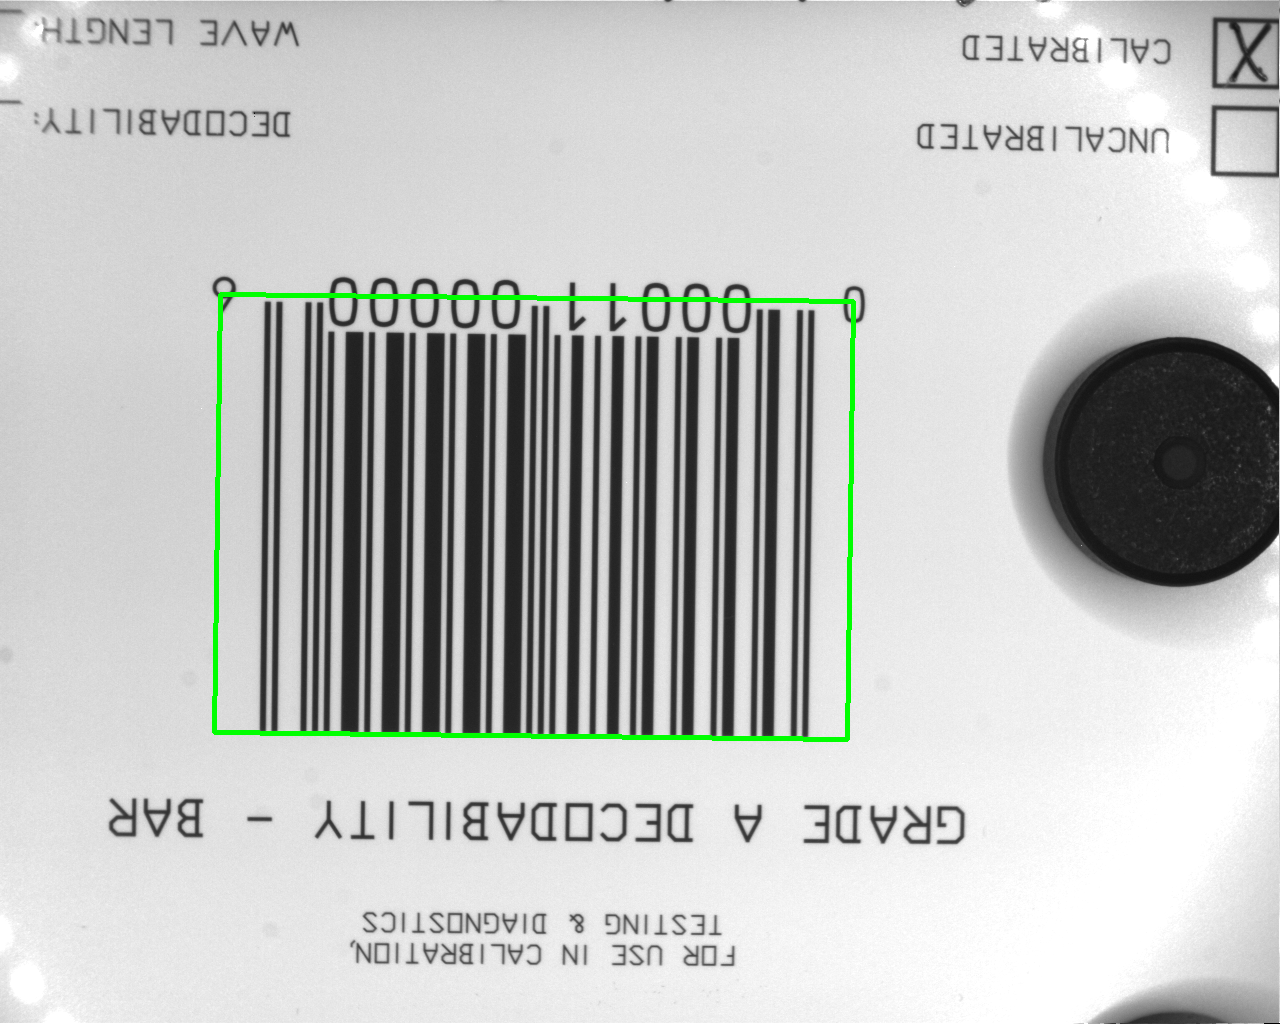 FOR USE IN CALIBRATION,
TESTING & DIAGNOSTICS
GRADE A DECODABILITY - BAR
0 00011 00000 6
UNCALIBRATED DECODABILITY:
X CALIBRATED WAVE LENGTH: